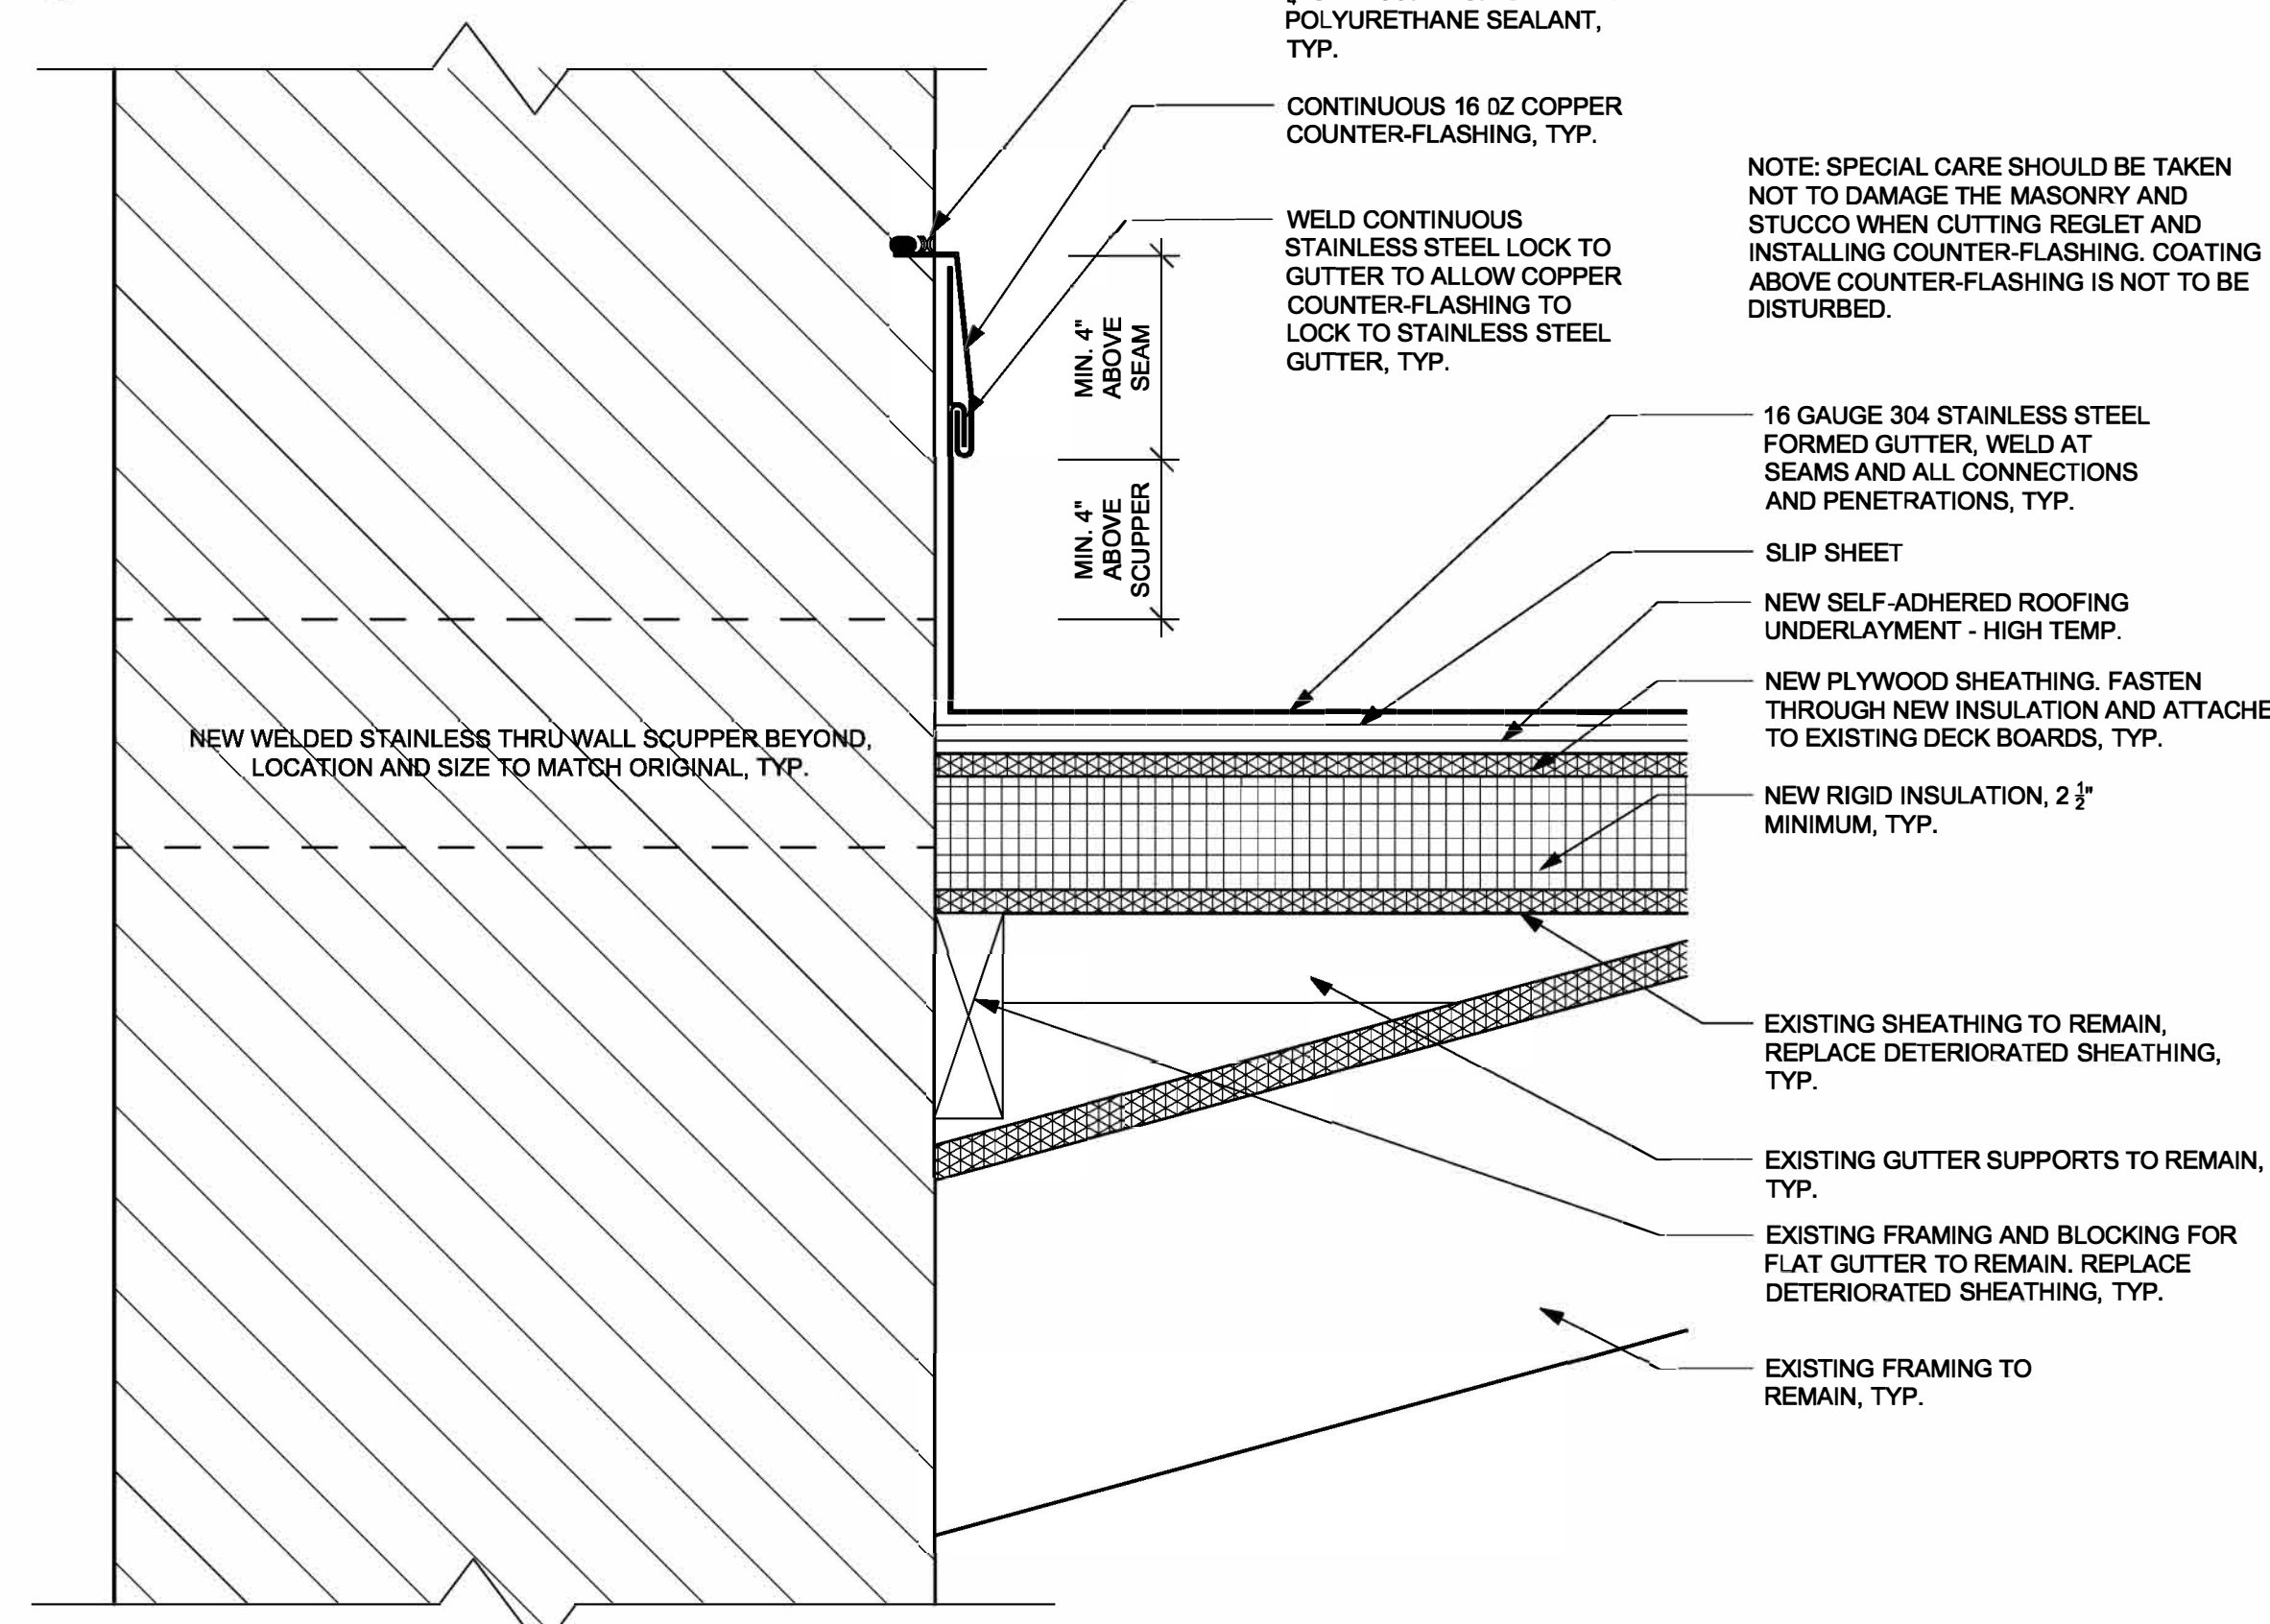 POLYURETHANE SEALANT,
TYP.
CONTINUOUS 16 0Z COPPER
COUNTER-FLASHING, TYP.
WELD CONTINUOUS
STAINLESS STEEL LOCK TO
GUTTER TO ALLOW COPPER
COUNTER-FLASHING TO
LOCK TO STAINLESS STEEL
GUTTER, TYP.
NOTE: SPECIAL CARE SHOULD BE TAKEN
NOT TO DAMAGE THE MASONRY AND
STUCCO WHEN CUTTING REGLET AND
INSTALLING COUNTER-FLASHING. COATING
ABOVE COUNTER-FLASHING IS NOT TO BE
DISTURBED.
MIN. 4"
ABOVE
SEAM
MIN. 4"
ABOVE
SCUPPER
16 GAUGE 304 STAINLESS STEEL
FORMED GUTTER, WELD AT
SEAMS AND ALL CONNECTIONS
AND PENETRATIONS, TYP.
SLIP SHEET
NEW SELF-ADHERED ROOFING
UNDERLAYMENT - HIGH TEMP.
NEW PLYWOOD SHEATHING. FASTEN
THROUGH NEW INSULATION AND ATTACHE
TO EXISTING DECK BOARDS, TYP.
NEW WELDED STAINLESS THRU WALL SCUPPER BEYOND,
LOCATION AND SIZE TO MATCH ORIGINAL, TYP.
NEW RIGID INSULATION, 2 ½"
MINIMUM, TYP.
EXISTING SHEATHING TO REMAIN,
REPLACE DETERIORATED SHEATHING,
TYP.
EXISTING GUTTER SUPPORTS TO REMAIN,
TYP.
EXISTING FRAMING AND BLOCKING FOR
FLAT GUTTER TO REMAIN. REPLACE
DETERIORATED SHEATHING, TYP.
EXISTING FRAMING TO
REMAIN, TYP.